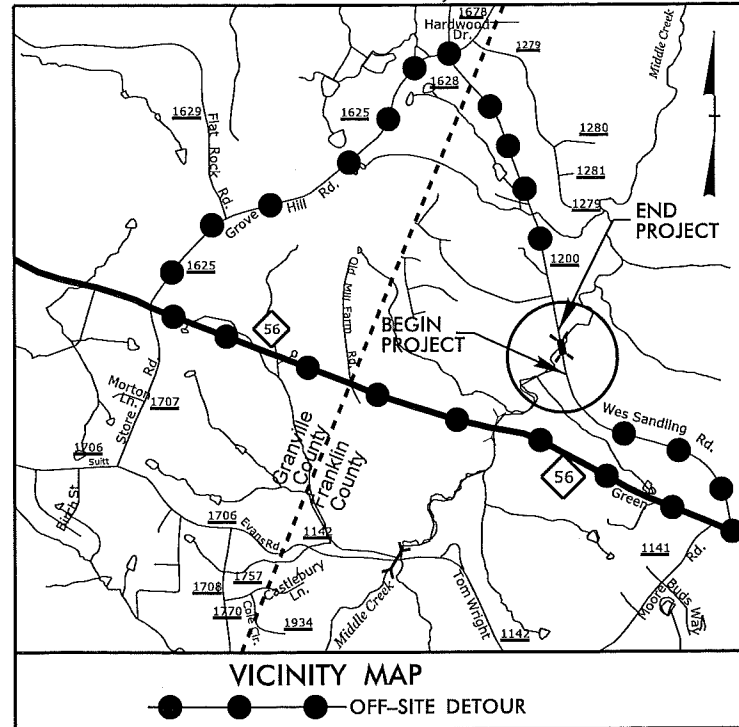 1678
Hardwood
Dr.
1279
Middle Creek
1628
1629
1625
Flat Rock Rd.
1280
1281
1279
Grove Hill Rd.
END
PROJECT
1625
1200
Old Mill Farm Rd.
56
BEGIN
PROJECT
Morton
Ln.
Store Rd.
1707
Wes Sandling Rd.
Granville
County
Franklin
County
1706
Suitt
56
Green
Birch St
1706
Evans Rd
1142
1141
Moore Rd.
Buds Way
1757
Castlebury
Ln.
1708
1770
1934
Middle Creek
Tom Wright
1142
VICINITY MAP
OFF-SITE DETOUR